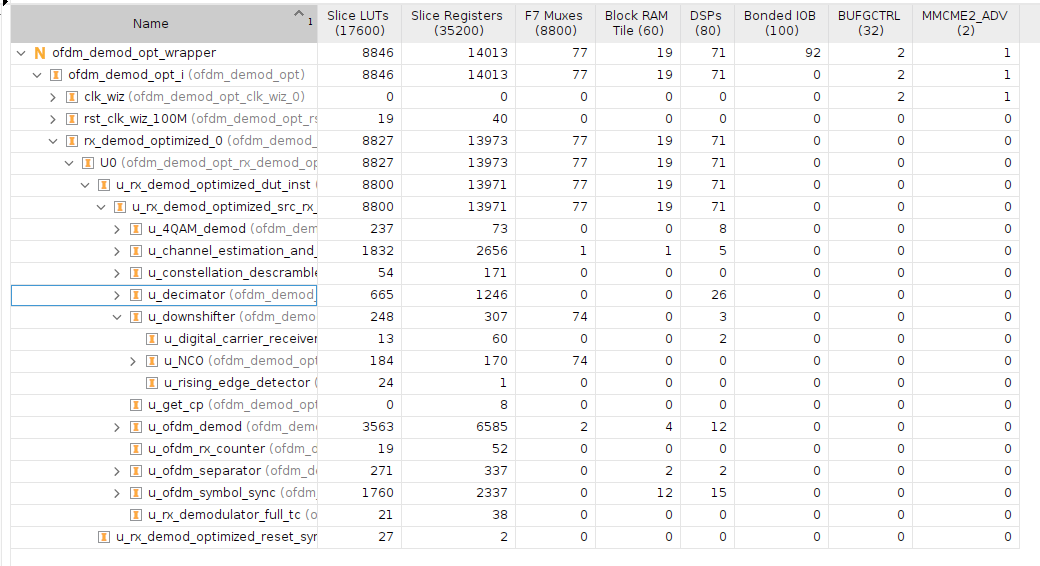 Name 1 Slice LUTs (17600) Slice Registers (35200) F7 Muxes (8800) Block RAM Tile (60) DSPs (80) Bonded IOB (100) BUFGCTRL (32) MMCME2_ADV (2)
N ofdm_demod_opt_wrapper 8846 14013 77 19 71 92 2 1
ofdm_demod_opt_i (ofdm_demod_opt) 8846 14013 77 19 71 0 2 1
clk_wiz (ofdm_demod_opt_clk_wiz_0) 0 0 0 0 0 0 2 1
rst_clk_wiz_100M (ofdm_demod_opt_rs 19 40 0 0 0 0 0 0
rx_demod_optimized_0 (ofdm_demod_ 8827 13973 77 19 71 0 0 0
U0 (ofdm_demod_opt_rx_demod_op 8827 13973 77 19 71 0 0 0
u_rx_demod_optimized_dut_inst ( 8800 13971 77 19 71 0 0 0
u_rx_demod_optimized_src_rx_ 8800 13971 77 19 71 0 0 0
u_4QAM_demod (ofdm_dem 237 73 0 0 8 0 0 0
u_channel_estimation_and_ 1832 2656 1 1 5 0 0 0
u_constellation_descramble 54 171 0 0 0 0 0 0
u_decimator (ofdm_demod_ 665 1246 0 0 26 0 0 0
u_downshifter (ofdm_demo 248 307 74 0 3 0 0 0
u_digital_carrier_receiver 13 60 0 0 2 0 0 0
u_NCO (ofdm_demod_opt 184 170 74 0 0 0 0 0
u_rising_edge_detector ( 24 1 0 0 0 0 0 0
u_get_cp (ofdm_demod_opt 0 8 0 0 0 0 0 0
u_ofdm_demod (ofdm_dem 3563 6585 2 4 12 0 0 0
u_ofdm_rx_counter (ofdm_o 19 52 0 0 0 0 0 0
u_ofdm_separator (ofdm_d 271 337 0 2 2 0 0 0
u_ofdm_symbol_sync (ofdm_ 1760 2337 0 12 15 0 0 0
u_rx_demodulator_full_tc (o 21 38 0 0 0 0 0 0
u_rx_demod_optimized_reset_syn 27 2 0 0 0 0 0 0